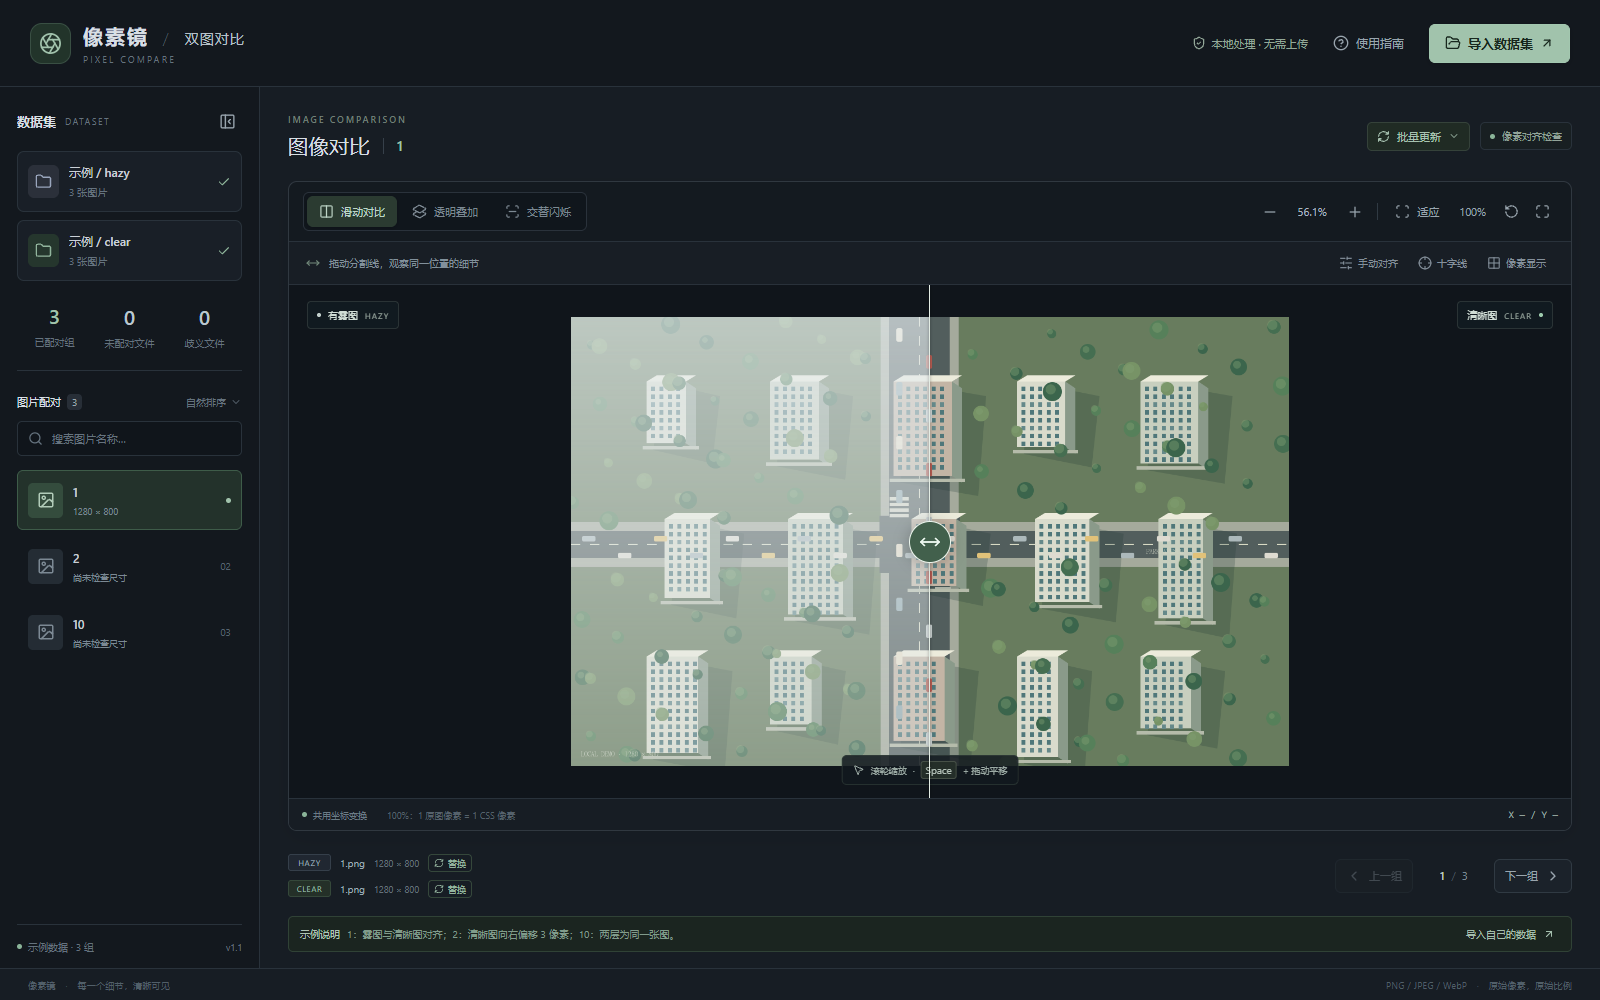 像素镜 / 双图对比
PIXEL COMPARE
本地处理 · 无需上传
使用指南
导入数据集
数据集 DATASET
示例 / hazy
3 张图片
示例 / clear
3 张图片
3 0 0
已配对组 未配对文件 歧义文件
图片配对 3
自然排序
搜索图片名称...
1
1280 × 800
2
尚未检查尺寸
02
10
尚未检查尺寸
03
示例数据 · 3 组
v1.1
IMAGE COMPARISON
图像对比 1
批量更新
像素对齐检查
滑动对比
透明叠加
交替闪烁
56.1%
适应
100%
拖动分割线，观察同一位置的细节
手动对齐
十字线
像素显示
有雾图 HAZY
清晰图 CLEAR
滚轮缩放 · Space + 拖动平移
共用坐标变换
100%：1 原图像素 = 1 CSS 像素
X – / Y –
HAZY 1.png 1280 × 800 替换
CLEAR 1.png 1280 × 800 替换
上一组
1 / 3
下一组
示例说明 1：雾图与清晰图对齐；2：清晰图向右偏移 3 像素；10：两层为同一张图。
导入自己的数据
像素镜 · 每一个细节，清晰可见
PNG / JPEG / WebP · 原始像素，原始比例